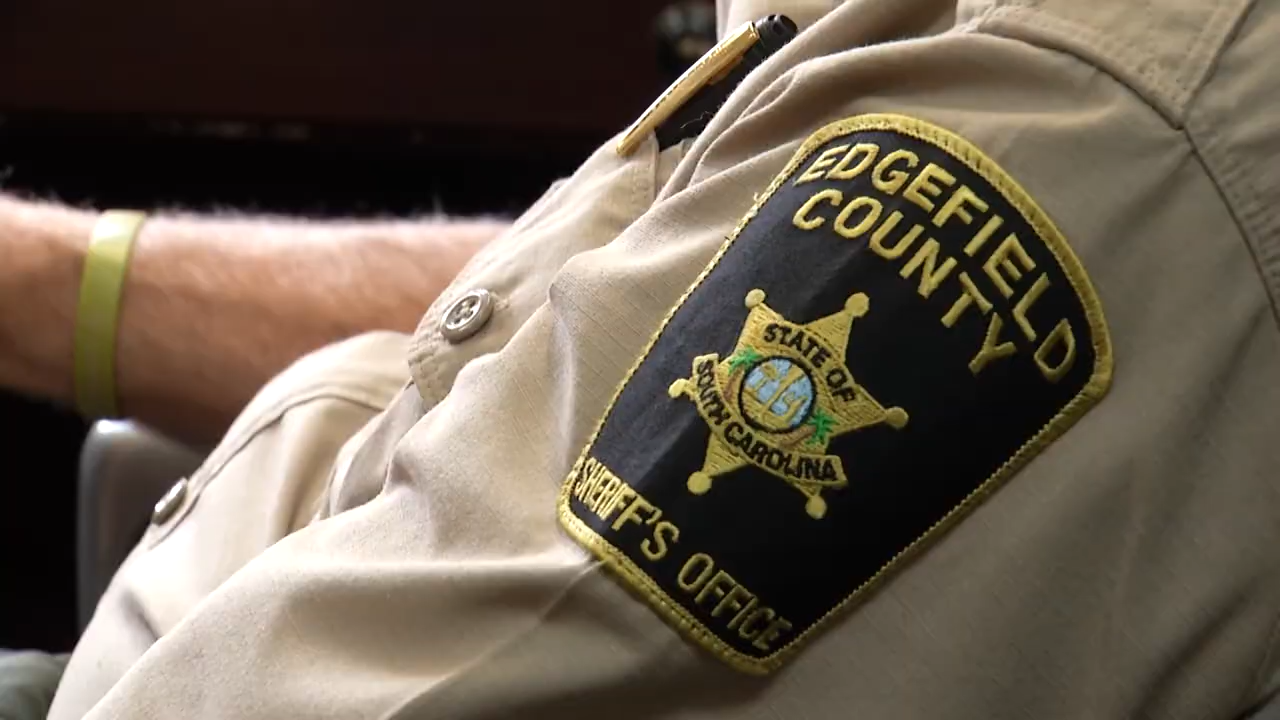 EDGEFIELD
COUNTY
STATE OF
SOUTH CAROLINA
SHERIFF'S OFFICE